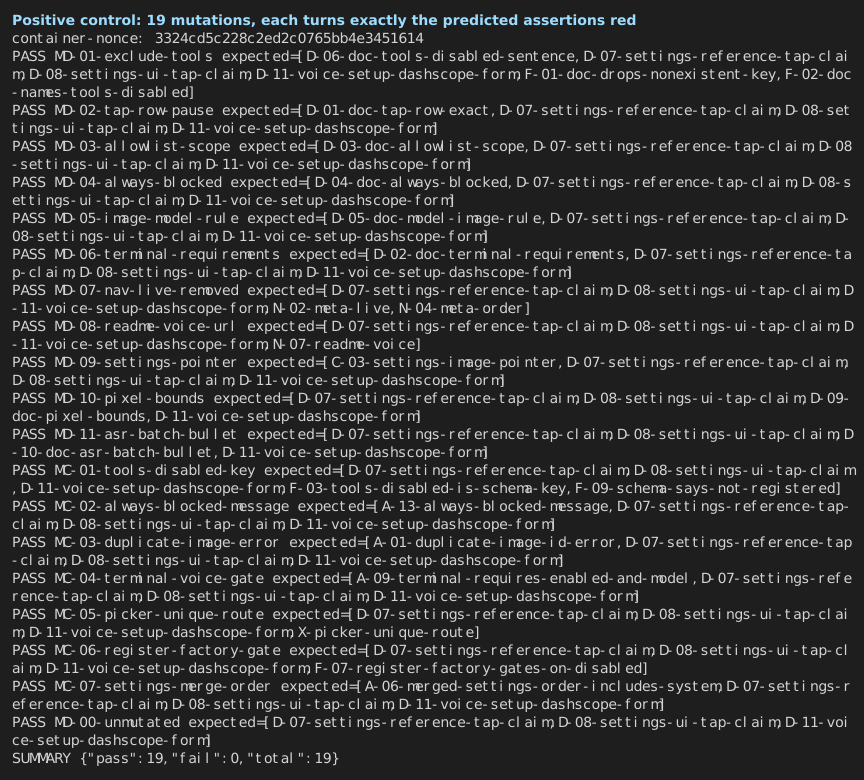 Positive control: 19 mutations, each turns exactly the predicted assertions red
container-nonce: 3324cd5c228c2ed2c0765bb4e3451614
PASS MD-01-exclude-tools expected=[D-06-doc-tools-disabled-sentence, D-07-settings-reference-tap-clai
m, D-08-settings-ui-tap-claim, D-11-voice-setup-dashscope-form, F-01-doc-drops-nonexistent-key, F-02-doc
-names-tools-disabled]
PASS MD-02-tap-row-pause expected=[D-01-doc-tap-row-exact, D-07-settings-reference-tap-claim, D-08-set
tings-ui-tap-claim, D-11-voice-setup-dashscope-form]
PASS MD-03-allowlist-scope expected=[D-03-doc-allowlist-scope, D-07-settings-reference-tap-claim, D-08
-settings-ui-tap-claim, D-11-voice-setup-dashscope-form]
PASS MD-04-always-blocked expected=[D-04-doc-always-blocked, D-07-settings-reference-tap-claim, D-08-s
ettings-ui-tap-claim, D-11-voice-setup-dashscope-form]
PASS MD-05-image-model-rule expected=[D-05-doc-model-image-rule, D-07-settings-reference-tap-claim, D-
08-settings-ui-tap-claim, D-11-voice-setup-dashscope-form]
PASS MD-06-terminal-requirements expected=[D-02-doc-terminal-requirements, D-07-settings-reference-ta
p-claim, D-08-settings-ui-tap-claim, D-11-voice-setup-dashscope-form]
PASS MD-07-nav-live-removed expected=[D-07-settings-reference-tap-claim, D-08-settings-ui-tap-claim, D
-11-voice-setup-dashscope-form, N-02-meta-live, N-04-meta-order]
PASS MD-08-readme-voice-url expected=[D-07-settings-reference-tap-claim, D-08-settings-ui-tap-claim, D
-11-voice-setup-dashscope-form, N-07-readme-voice]
PASS MD-09-settings-pointer expected=[C-03-settings-image-pointer, D-07-settings-reference-tap-claim,
D-08-settings-ui-tap-claim, D-11-voice-setup-dashscope-form]
PASS MD-10-pixel-bounds expected=[D-07-settings-reference-tap-claim, D-08-settings-ui-tap-claim, D-09-
doc-pixel-bounds, D-11-voice-setup-dashscope-form]
PASS MD-11-asr-batch-bullet expected=[D-07-settings-reference-tap-claim, D-08-settings-ui-tap-claim, D
-10-doc-asr-batch-bullet, D-11-voice-setup-dashscope-form]
PASS MC-01-tools-disabled-key expected=[D-07-settings-reference-tap-claim, D-08-settings-ui-tap-claim
, D-11-voice-setup-dashscope-form, F-03-tools-disabled-is-schema-key, F-09-schema-says-not-registered]
PASS MC-02-always-blocked-message expected=[A-13-always-blocked-message, D-07-settings-reference-tap-
claim, D-08-settings-ui-tap-claim, D-11-voice-setup-dashscope-form]
PASS MC-03-duplicate-image-error expected=[A-01-duplicate-image-id-error, D-07-settings-reference-tap
-claim, D-08-settings-ui-tap-claim, D-11-voice-setup-dashscope-form]
PASS MC-04-terminal-voice-gate expected=[A-09-terminal-requires-enabled-and-model, D-07-settings-refe
rence-tap-claim, D-08-settings-ui-tap-claim, D-11-voice-setup-dashscope-form]
PASS MC-05-picker-unique-route expected=[D-07-settings-reference-tap-claim, D-08-settings-ui-tap-clai
m, D-11-voice-setup-dashscope-form, X-picker-unique-route]
PASS MC-06-register-factory-gate expected=[D-07-settings-reference-tap-claim, D-08-settings-ui-tap-cl
aim, D-11-voice-setup-dashscope-form, F-07-register-factory-gates-on-disabled]
PASS MC-07-settings-merge-order expected=[A-06-merged-settings-order-includes-system, D-07-settings-r
eference-tap-claim, D-08-settings-ui-tap-claim, D-11-voice-setup-dashscope-form]
PASS MD-00-unmutated expected=[D-07-settings-reference-tap-claim, D-08-settings-ui-tap-claim, D-11-voi
ce-setup-dashscope-form]
SUMMARY {"pass":19,"fail":0,"total":19}